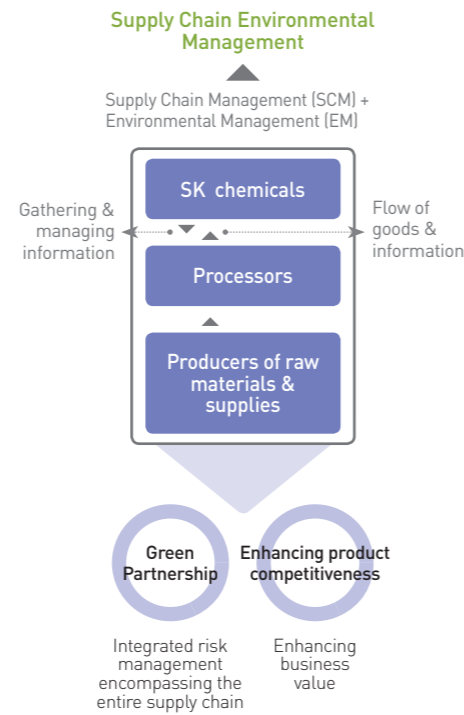 Supply Chain Environmental
Management
Supply Chain Management (SCM) +
Environmental Management (EM)
SK chemicals
Gathering &
managing
information
Flow of
goods &
information
Processors
Producers of raw
materials &
supplies
Green
Partnership
Enhancing product
competitiveness
Integrated risk
management
encompassing the
entire supply chain
Enhancing
business
value